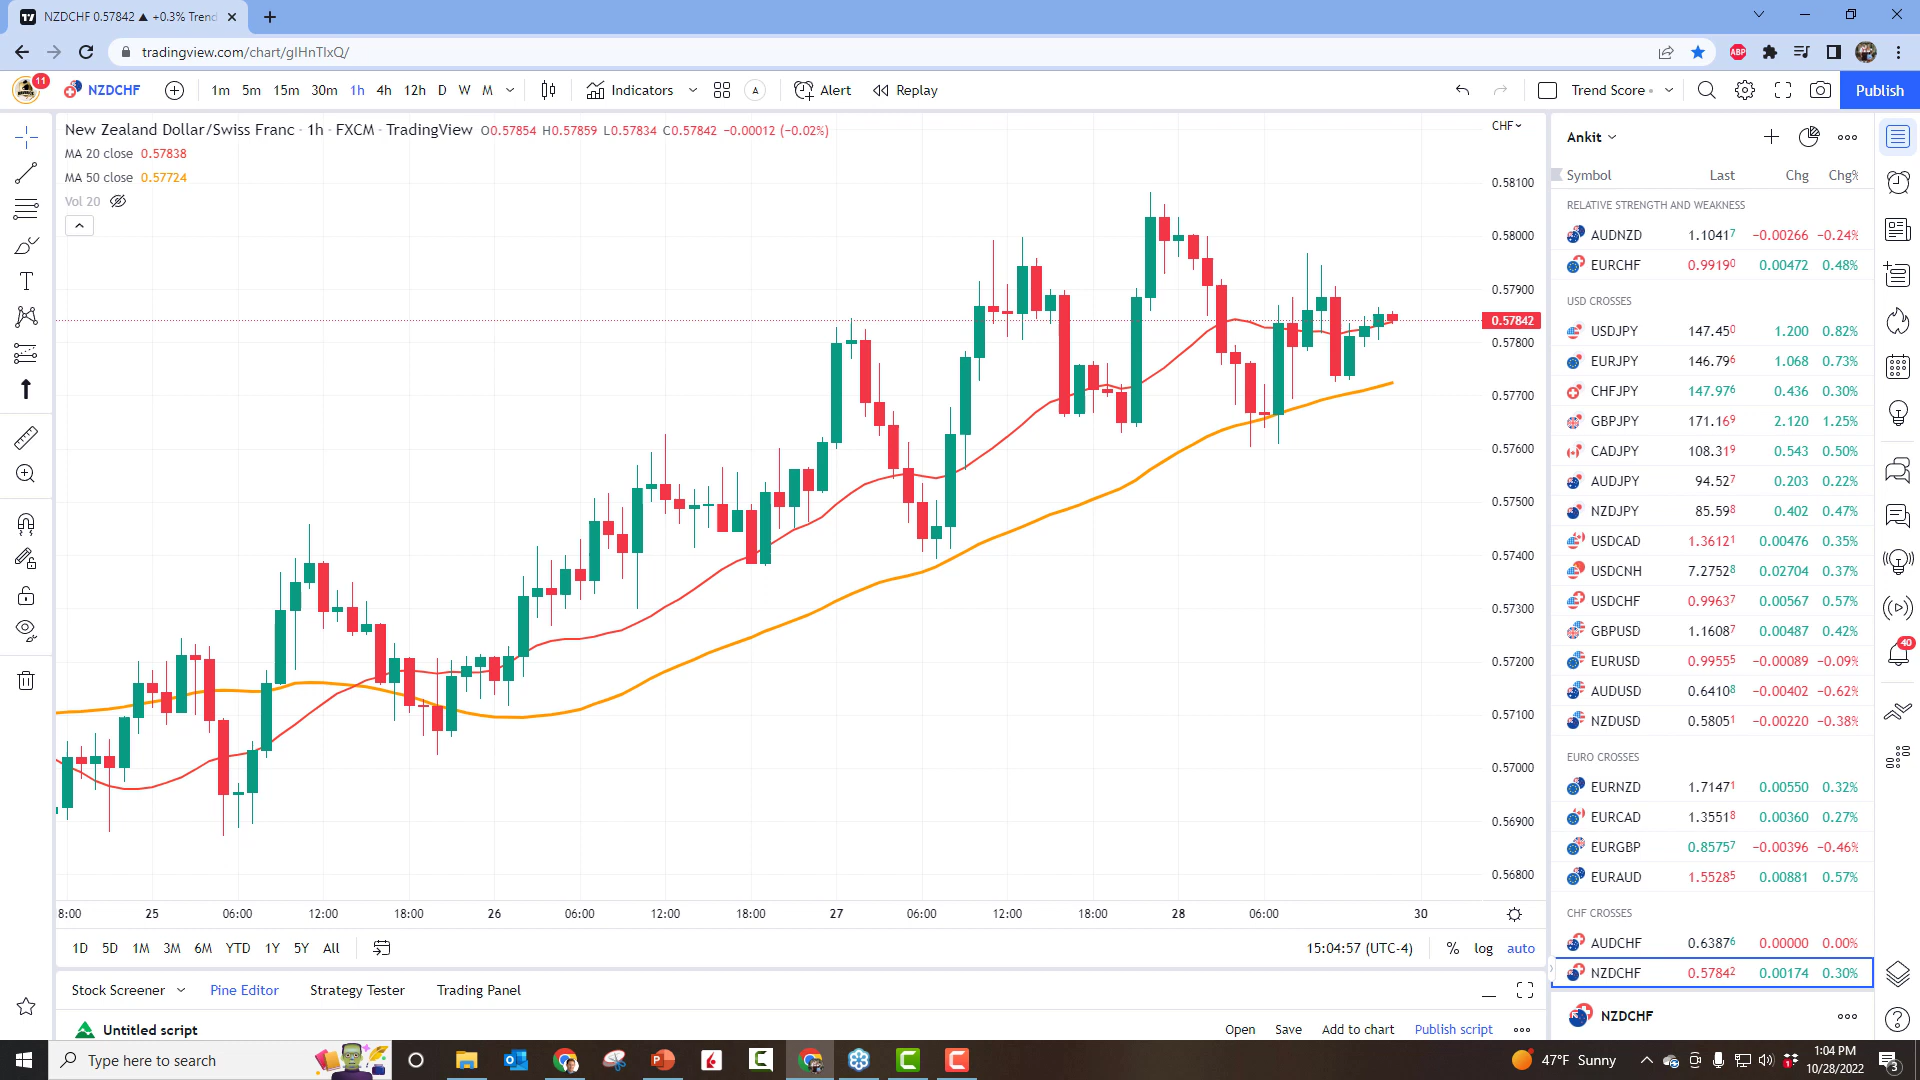 NZDCHF 0.57842 ▲ +0.3% Trend
tradingview.com/chart/gIHnTIxQ/
ABP
11
NZDCHF 1m 5m 15m 30m 1h 4h 12h D W M Indicators A Alert Replay Trend Score Publish
New Zealand Dollar/Swiss Franc · 1h · FXCM · TradingView O0.57854 H0.57859 L0.57834 C0.57842 −0.00012 (−0.02%)
MA 20 close 0.57838
MA 50 close 0.57724
Vol 20
CHF
0.58100
0.58000
0.57900
0.57842
0.57800
0.57700
0.57600
0.57500
0.57400
0.57300
0.57200
0.57100
0.57000
0.56900
0.56800
8:00 25 06:00 12:00 18:00 26 06:00 12:00 18:00 27 06:00 12:00 18:00 28 06:00 30
1D 5D 1M 3M 6M YTD 1Y 5Y All 15:04:57 (UTC-4) % log auto
Stock Screener Pine Editor Strategy Tester Trading Panel
Untitled script Open Save Add to chart Publish script
Ankit
Symbol Last Chg Chg%
RELATIVE STRENGTH AND WEAKNESS
AUDNZD 1.10417 −0.00266 −0.24%
EURCHF 0.99190 0.00472 0.48%
USD CROSSES
USDJPY 147.450 1.200 0.82%
EURJPY 146.796 1.068 0.73%
CHFJPY 147.976 0.436 0.30%
GBPJPY 171.169 2.120 1.25%
CADJPY 108.319 0.543 0.50%
AUDJPY 94.527 0.203 0.22%
NZDJPY 85.598 0.402 0.47%
USDCAD 1.36121 0.00476 0.35%
USDCNH 7.27528 0.02704 0.37%
USDCHF 0.99637 0.00567 0.57%
GBPUSD 1.16087 0.00487 0.42%
EURUSD 0.99555 −0.00089 −0.09%
AUDUSD 0.64108 −0.00402 −0.62%
NZDUSD 0.58051 −0.00220 −0.38%
EURO CROSSES
EURNZD 1.71471 0.00550 0.32%
EURCAD 1.35518 0.00360 0.27%
EURGBP 0.85757 −0.00396 −0.46%
EURAUD 1.55285 0.00881 0.57%
CHF CROSSES
AUDCHF 0.63876 0.00000 0.00%
NZDCHF 0.57842 0.00174 0.30%
NZDCHF
40
Type here to search
47°F Sunny
1:04 PM
10/28/2022
3